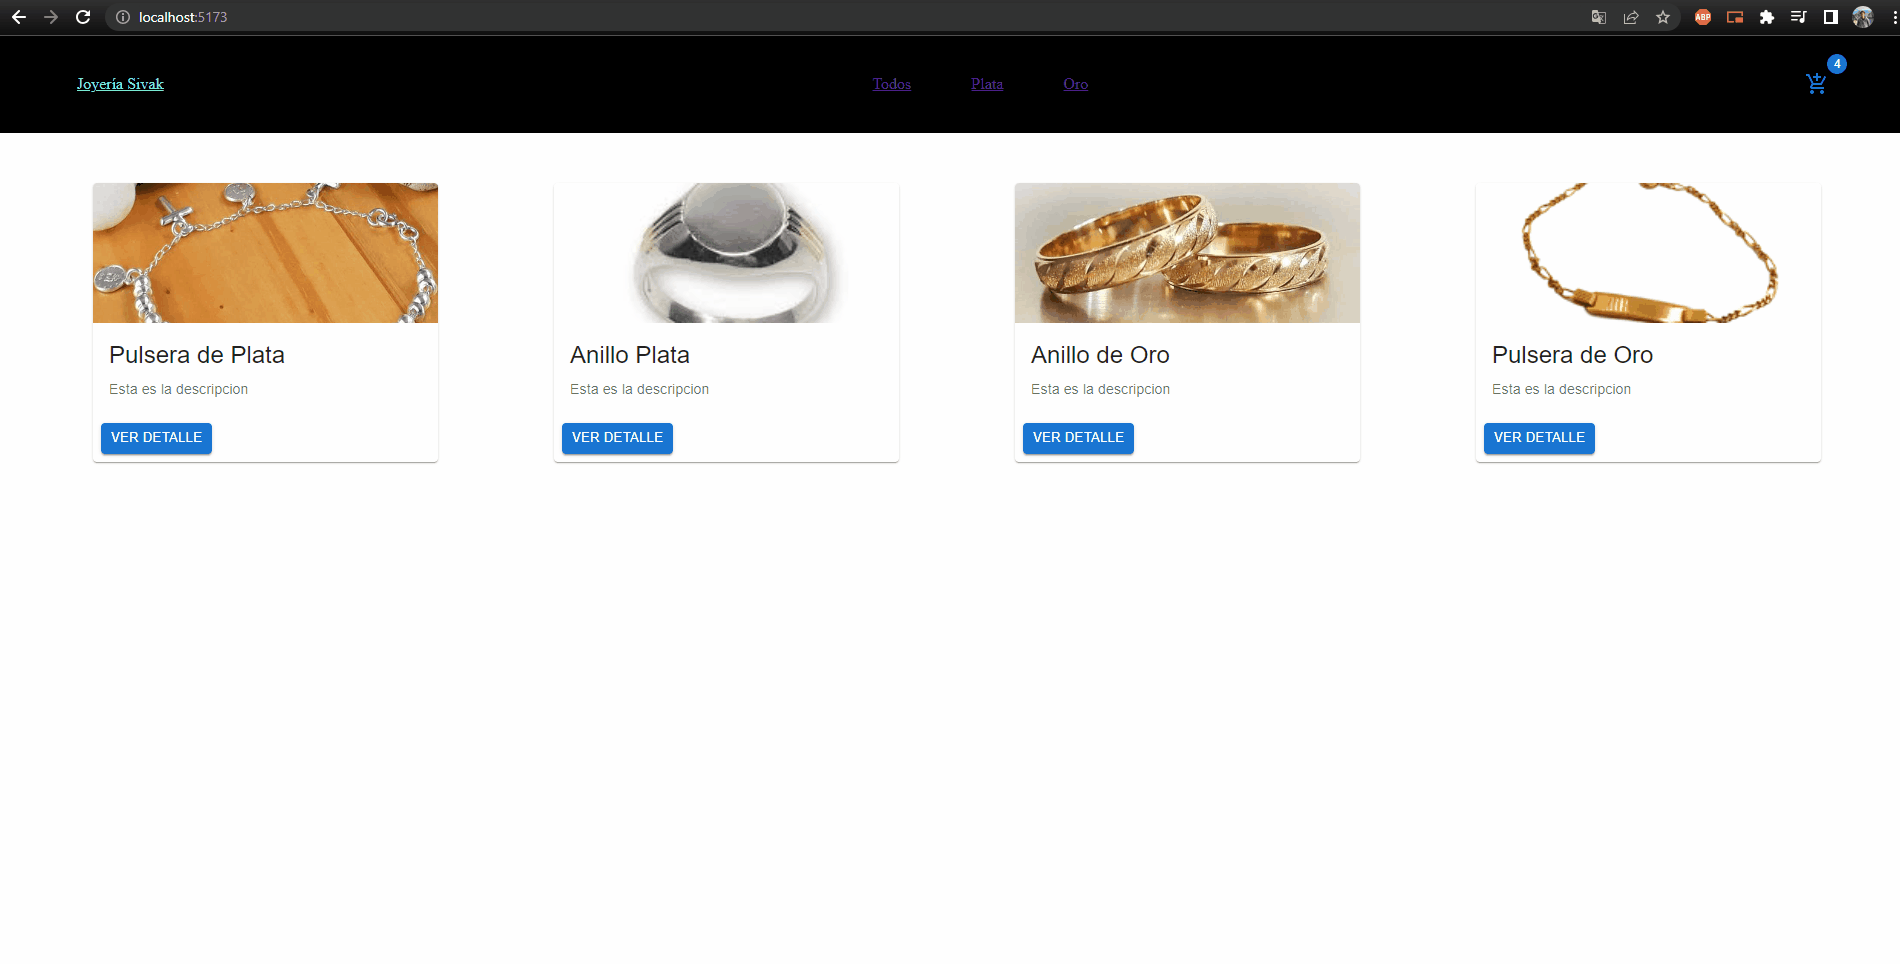 localhost:5173
ABP
Joyería Sivak
Todos
Plata
Oro
4
Pulsera de Plata
Esta es la descripcion
VER DETALLE
Anillo Plata
Esta es la descripcion
VER DETALLE
Anillo de Oro
Esta es la descripcion
VER DETALLE
Pulsera de Oro
Esta es la descripcion
VER DETALLE